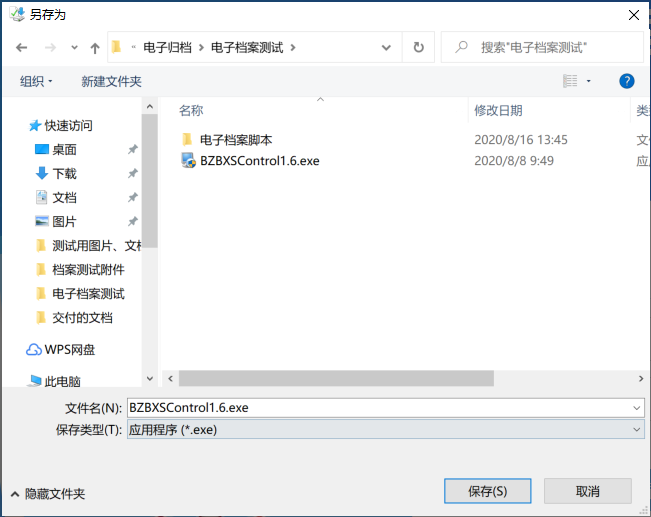 另存为
« 电子归档 › 电子档案测试 ›
搜索"电子档案测试"
组织
新建文件夹
?
名称
修改日期
电子档案脚本
2020/8/16 13:45
BZBXSControl1.6.exe
2020/8/8 9:49
快速访问
桌面
下载
文档
图片
测试用图片、文
档案测试附件
电子档案测试
交付的文档
WPS网盘
此电脑
文件名(N):
BZBXSControl1.6.exe
保存类型(T):
应用程序 (*.exe)
隐藏文件夹
保存(S)
取消